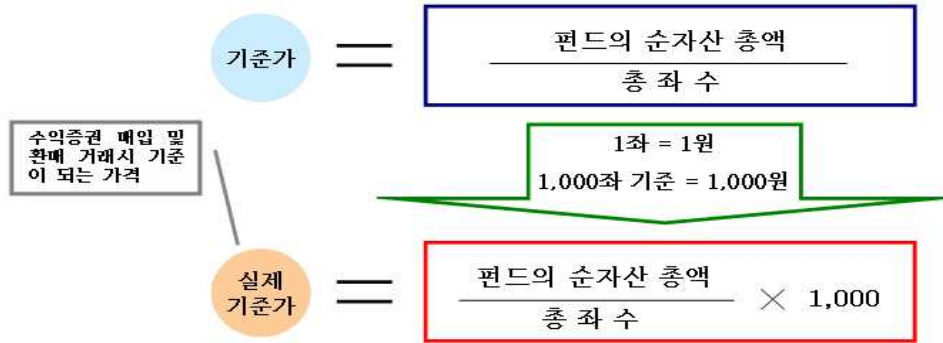 기준가
펀드의 순자산 총액
총 좌 수
수익증권 매입 및
환매 거래시 기준
이 되는 가격
1좌 = 1원
1,000좌 기준 = 1,000원
실제
기준가
펀드의 순자산 총액
총 좌 수
× 1,000